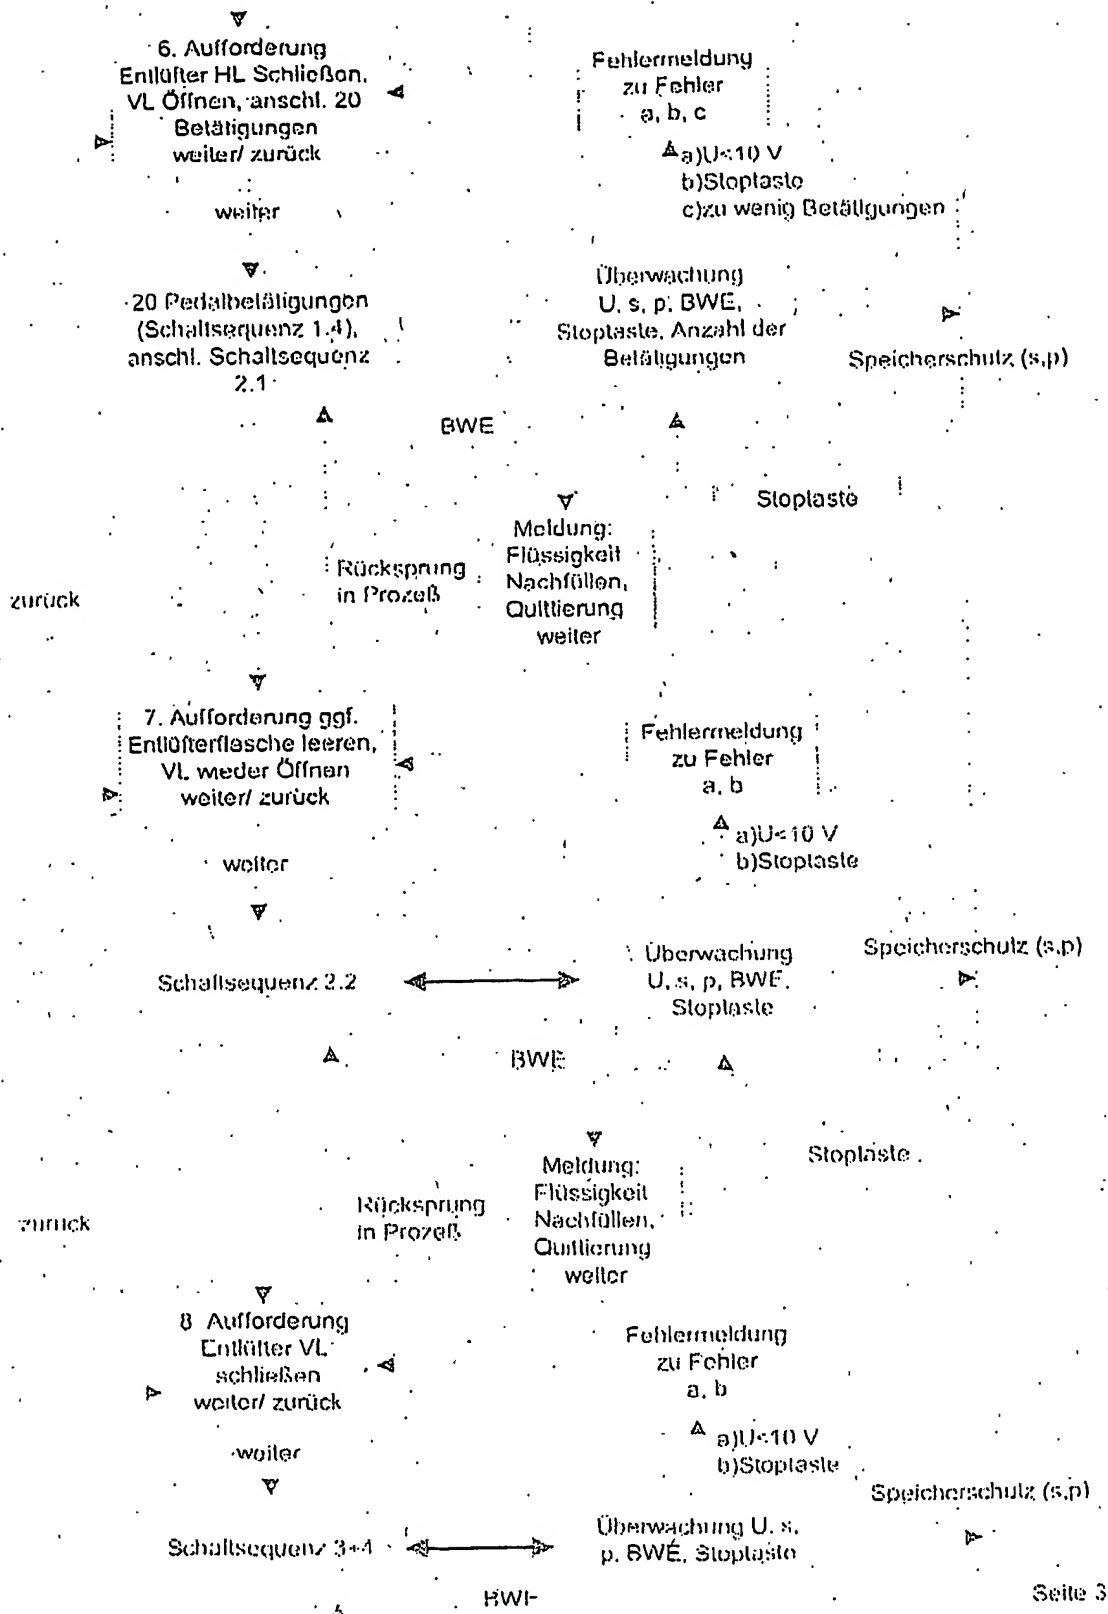 6. Aufforderung
Entlüfter HL Schließen,
VL Öffnen, anschl. 20
Betätigungen
weiter/ zurück
Fehlermeldung
zu Fehler
a, b, c
a)U<10 V
b)Stoptaste
c)zu wenig Betätigungen
weiter
20 Pedalbetätigungen
(Schaltsequenz 1.4),
anschl. Schaltsequenz
2.1
Überwachung
U, s, p, BWE,
Stoptaste, Anzahl der
Betätigungen
Speicherschutz (s,p)
BWE
Stoptaste
Meldung:
Flüssigkeit
Nachfüllen,
Quittierung
weiter
Rücksprung
in Prozeß
zurück
7. Aufforderung ggf.
Entlüfterflasche leeren,
VL wieder Öffnen
weiter/ zurück
Fehlermeldung
zu Fehler
a, b
a)U<10 V
b)Stoptaste
weiter
Schaltsequenz 2.2
Überwachung
U, s, p, BWE,
Stoptaste
Speicherschutz (s,p)
BWE
Stoptaste
Meldung:
Flüssigkeit
Nachfüllen,
Quittierung
weiter
Rücksprung
in Prozeß
zurück
8 Aufforderung
Entlüfter VL
schließen
weiter/ zurück
Fehlermeldung
zu Fehler
a, b
a)U<10 V
b)Stoptaste
weiter
Schaltsequenz 3+4
Überwachung U, s,
p, BWE, Stoptaste
Speicherschutz (s,p)
BWE
Seite 3